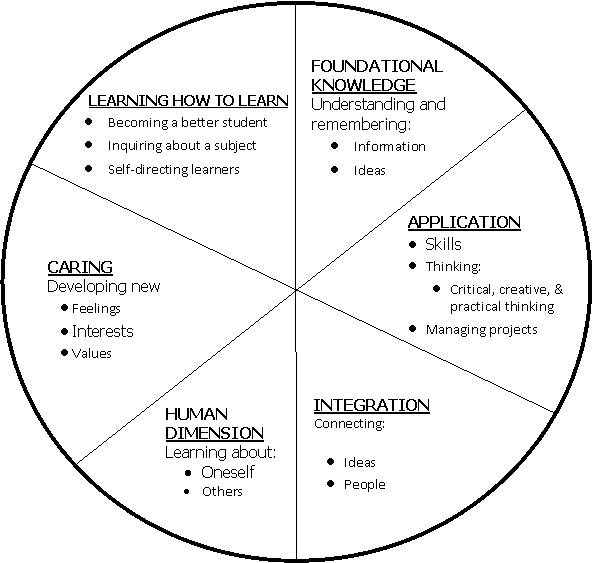 FOUNDATIONAL
KNOWLEDGE
Understanding and
remembering:
• Information
• Ideas
APPLICATION
• Skills
• Thinking:
• Critical, creative, &
practical thinking
• Managing projects
INTEGRATION
Connecting:
• Ideas
• People
HUMAN
DIMENSION
Learning about:
• Oneself
• Others
CARING
Developing new
• Feelings
• Interests
• Values
LEARNING HOW TO LEARN
• Becoming a better student
• Inquiring about a subject
• Self-directing learners